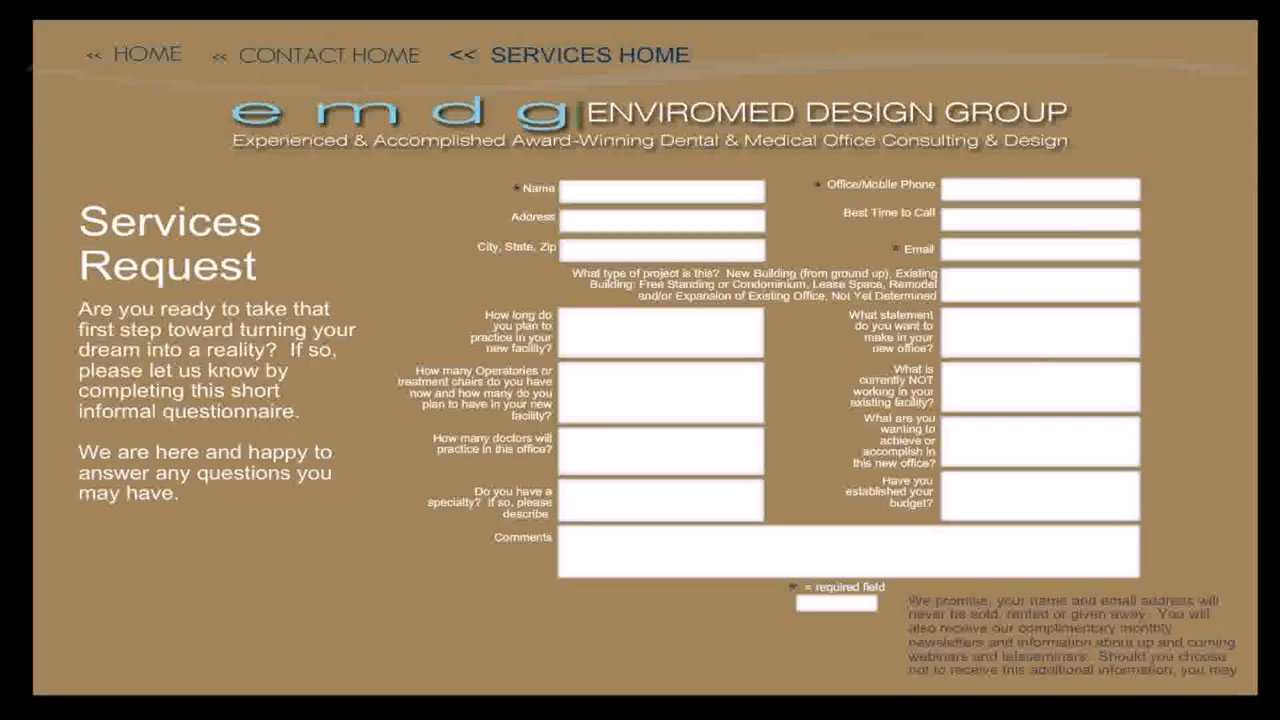 << HOME << CONTACT HOME << SERVICES HOME
e m d g | ENVIROMED DESIGN GROUP
Experienced & Accomplished Award-Winning Dental & Medical Office Consulting & Design
Services
Request
Are you ready to take that
first step toward turning your
dream into a reality? If so,
please let us know by
completing this short
informal questionnaire.
We are here and happy to
answer any questions you
may have.
* Name
* Office/Mobile Phone
Address
Best Time to Call
City, State, Zip
* Email
What type of project is this? New Building (from ground up), Existing
Building: Free Standing or Condominium, Lease Space, Remodel
and/or Expansion of Existing Office, Not Yet Determined
How long do
you plan to
practice in your
new facility?
What statement
do you want to
make in your
new office?
How many Operatories or
treatment chairs do you have
now and how many do you
plan to have in your new
facility?
What is
currently NOT
working in your
existing facility?
How many doctors will
practice in this office?
What are you
wanting to
achieve or
accomplish in
this new office?
Do you have a
specialty? If so, please
describe
Have you
established your
budget?
Comments
* = required field
We promise, your name and email address will
never be sold, rented or given away. You will
also receive our complimentary monthly
newsletters and information about up and coming
webinars and teleseminars. Should you choose
not to receive this additional information, you may